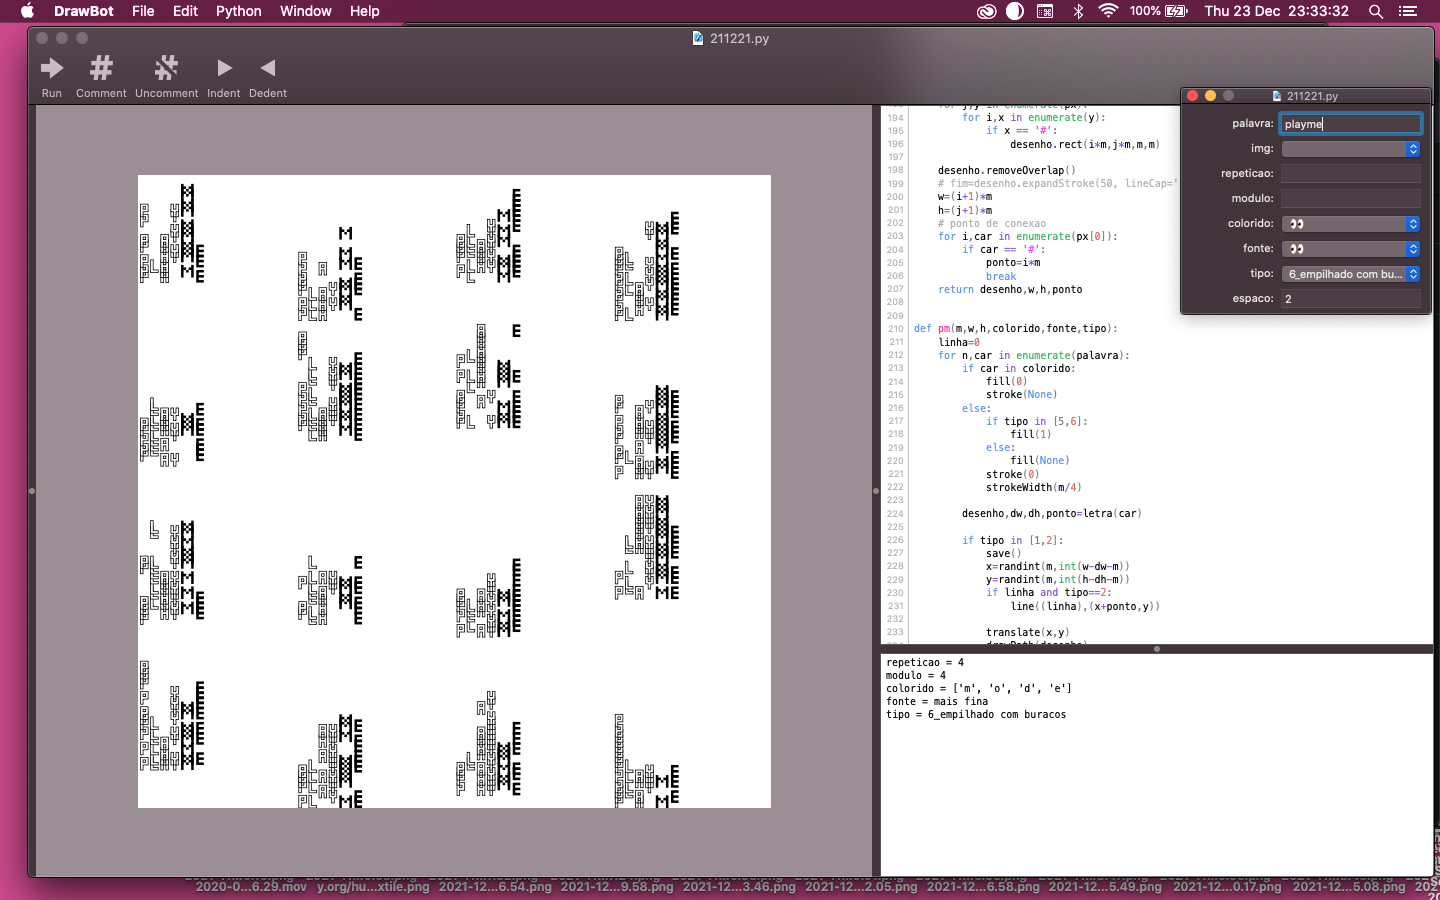 DrawBot File Edit Python Window Help
100% Thu 23 Dec 23:33:32
211221.py
Run Comment Uncomment Indent Dedent
211221.py
palavra: playme
img:
repeticao:
modulo:
colorido: 👀
fonte: 👀
tipo: 6_empilhado com bu...
espaco: 2
194 for i,x in enumerate(y):
195 if x == '#':
196 desenho.rect(i*m,j*m,m,m)
197
198 desenho.removeOverlap()
199 # fim=desenho.expandStroke(50, lineCap='
200 w=(i+1)*m
201 h=(j+1)*m
202 # ponto de conexao
203 for i,car in enumerate(px[0]):
204 if car == '#':
205 ponto=i*m
206 break
207 return desenho,w,h,ponto
208
209
210 def pm(m,w,h,colorido,fonte,tipo):
211 linha=0
212 for n,car in enumerate(palavra):
213 if car in colorido:
214 fill(0)
215 stroke(None)
216 else:
217 if tipo in [5,6]:
218 fill(1)
219 else:
220 fill(None)
221 stroke(0)
222 strokeWidth(m/4)
223
224 desenho,dw,dh,ponto=letra(car)
225
226 if tipo in [1,2]:
227 save()
228 x=randint(m,int(w-dw-m))
229 y=randint(m,int(h-dh-m))
230 if linha and tipo==2:
231 line((linha),(x+ponto,y))
232
233 translate(x,y)
repeticao = 4
modulo = 4
colorido = ['m', 'o', 'd', 'e']
fonte = mais fina
tipo = 6_empilhado com buracos
2020-0...6.29.mov y.org/hu...xtile.png 2021-12...6.54.png 2021-12...9.58.png 2021-12...3.46.png 2021-12...2.05.png 2021-12...6.58.png 2021-12...5.49.png 2021-12...0.17.png 2021-12...5.08.png